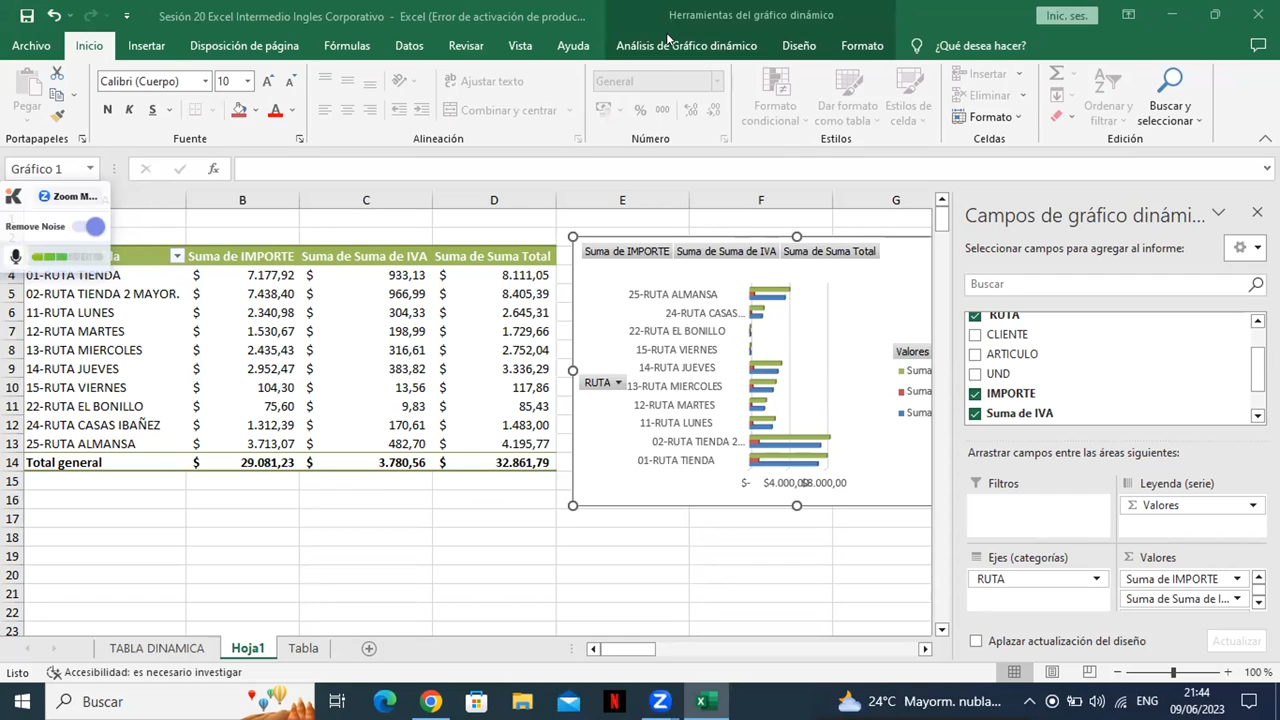 Sesión 20 Excel Intermedio Ingles Corporativo - Excel (Error de activación de produc...
Herramientas del gráfico dinámico
Inic. ses.
Archivo Inicio Insertar Disposición de página Fórmulas Datos Revisar Vista Ayuda Análisis de Gráfico dinámico Diseño Formato ¿Qué desea hacer?
Pegar
Calibri (Cuerpo) 10
N K S
Ajustar texto
Combinar y centrar
General
% 000
Formato condicional
Dar formato como tabla
Estilos de celda
Insertar
Eliminar
Formato
Ordenar y filtrar
Buscar y seleccionar
Portapapeles Fuente Alineación Número Estilos Celdas Edición
Gráfico 1 fx
Zoom M...
Remove Noise
B C D E F G
Suma de IMPORTE Suma de Suma de IVA Suma de Suma Total
4 01-RUTA TIENDA $ 7.177,92 $ 933,13 $ 8.111,05
5 02-RUTA TIENDA 2 MAYOR. $ 7.438,40 $ 966,99 $ 8.405,39
6 11-RUTA LUNES $ 2.340,98 $ 304,33 $ 2.645,31
7 12-RUTA MARTES $ 1.530,67 $ 198,99 $ 1.729,66
8 13-RUTA MIERCOLES $ 2.435,43 $ 316,61 $ 2.752,04
9 14-RUTA JUEVES $ 2.952,47 $ 383,82 $ 3.336,29
10 15-RUTA VIERNES $ 104,30 $ 13,56 $ 117,86
11 22-RUTA EL BONILLO $ 75,60 $ 9,83 $ 85,43
12 24-RUTA CASAS IBAÑEZ $ 1.312,39 $ 170,61 $ 1.483,00
13 25-RUTA ALMANSA $ 3.713,07 $ 482,70 $ 4.195,77
14 Total general $ 29.081,23 $ 3.780,56 $ 32.861,79
15
16
17
18
19
20
21
22
23
Suma de IMPORTE Suma de Suma de IVA Suma de Suma Total
25-RUTA ALMANSA
24-RUTA CASAS...
22-RUTA EL BONILLO
15-RUTA VIERNES
14-RUTA JUEVES
13-RUTA MIERCOLES
12-RUTA MARTES
11-RUTA LUNES
02-RUTA TIENDA 2...
01-RUTA TIENDA
RUTA
Valores
Suma
Suma
Suma
Campos de gráfico dinámi...
Seleccionar campos para agregar al informe:
Buscar
RUTA
CLIENTE
ARTICULO
UND
IMPORTE
Suma de IVA
Arrastrar campos entre las áreas siguientes:
Filtros
Leyenda (serie)
Σ Valores
Ejes (categorías)
RUTA
Σ Valores
Suma de IMPORTE
Suma de Suma de I...
Aplazar actualización del diseño Actualizar
TABLA DINAMICA Hoja1 Tabla
Listo Accesibilidad: es necesario investigar 100 %
Buscar
24°C Mayorm. nubla...
ENG
21:44
09/06/2023